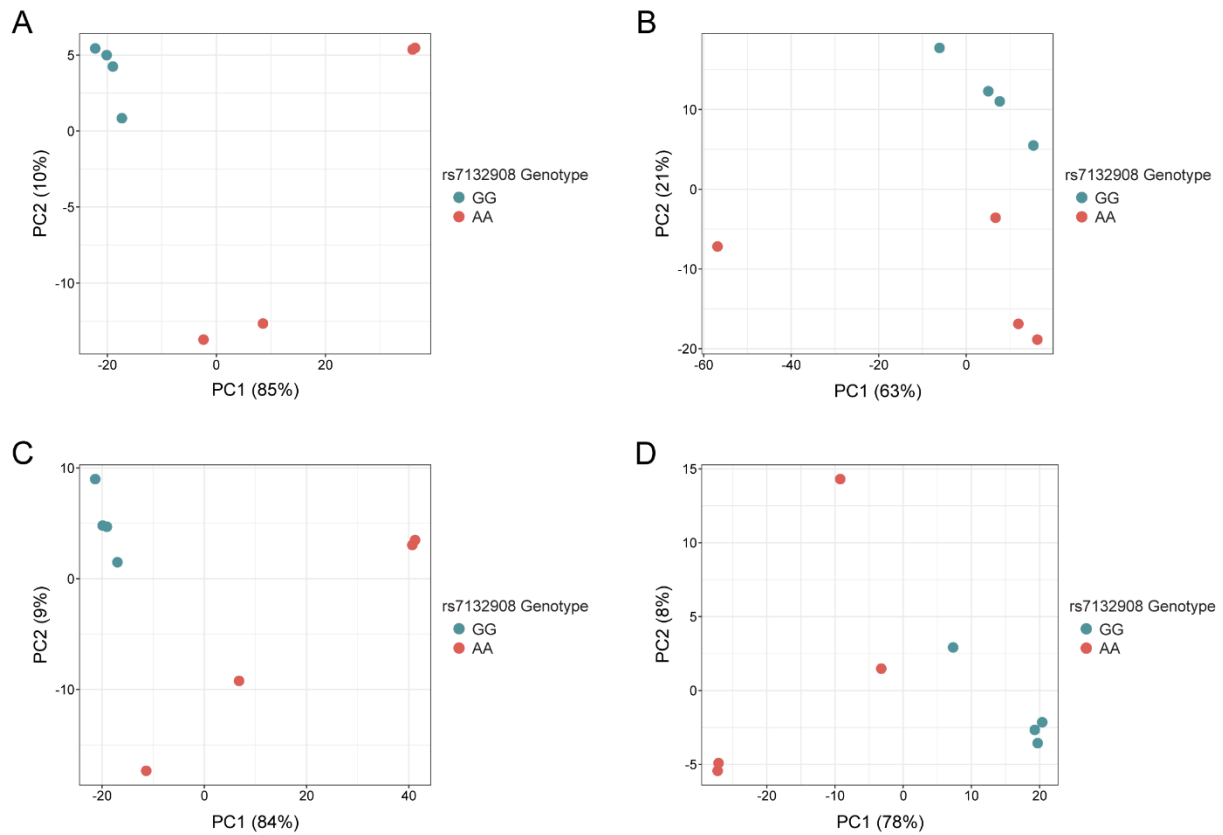 A
5
0
-5
-10
-20
0
20
PC2 (10%)
PC1 (85%)
rs7132908 Genotype
GG
AA
B
10
0
-10
-20
-60
-40
-20
0
PC2 (21%)
PC1 (63%)
rs7132908 Genotype
GG
AA
C
10
0
-10
-20
0
20
40
PC2 (9%)
PC1 (84%)
rs7132908 Genotype
GG
AA
D
15
10
5
0
-5
-20
-10
0
10
20
PC2 (8%)
PC1 (78%)
rs7132908 Genotype
GG
AA